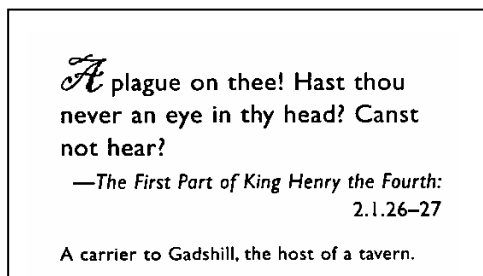 A plague on thee! Hast thou
never an eye in thy head? Canst
not hear?
—The First Part of King Henry the Fourth:
2.1.26–27
A carrier to Gadshill, the host of a tavern.